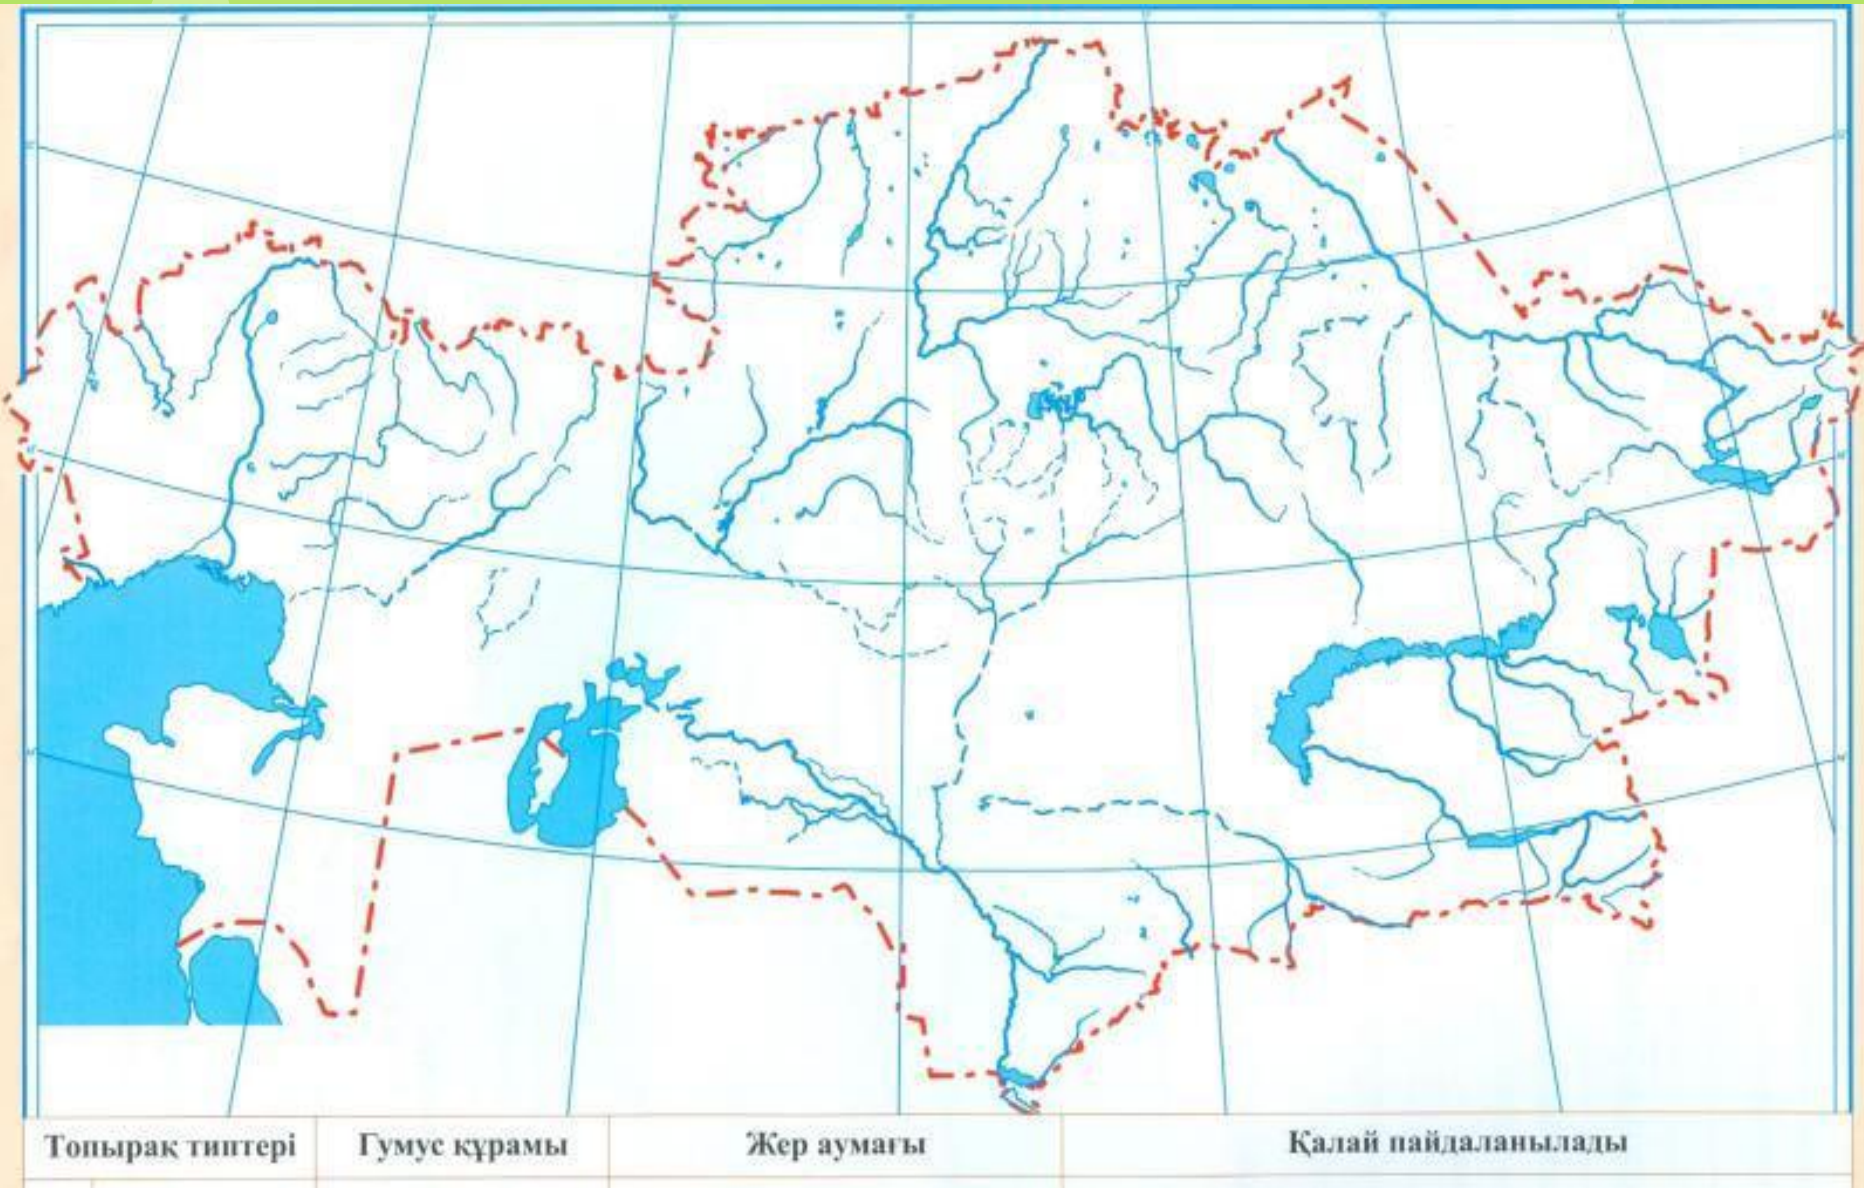 Топырақ типтері
Гумус құрамы
Жер аумағы
Қалай пайдаланылады